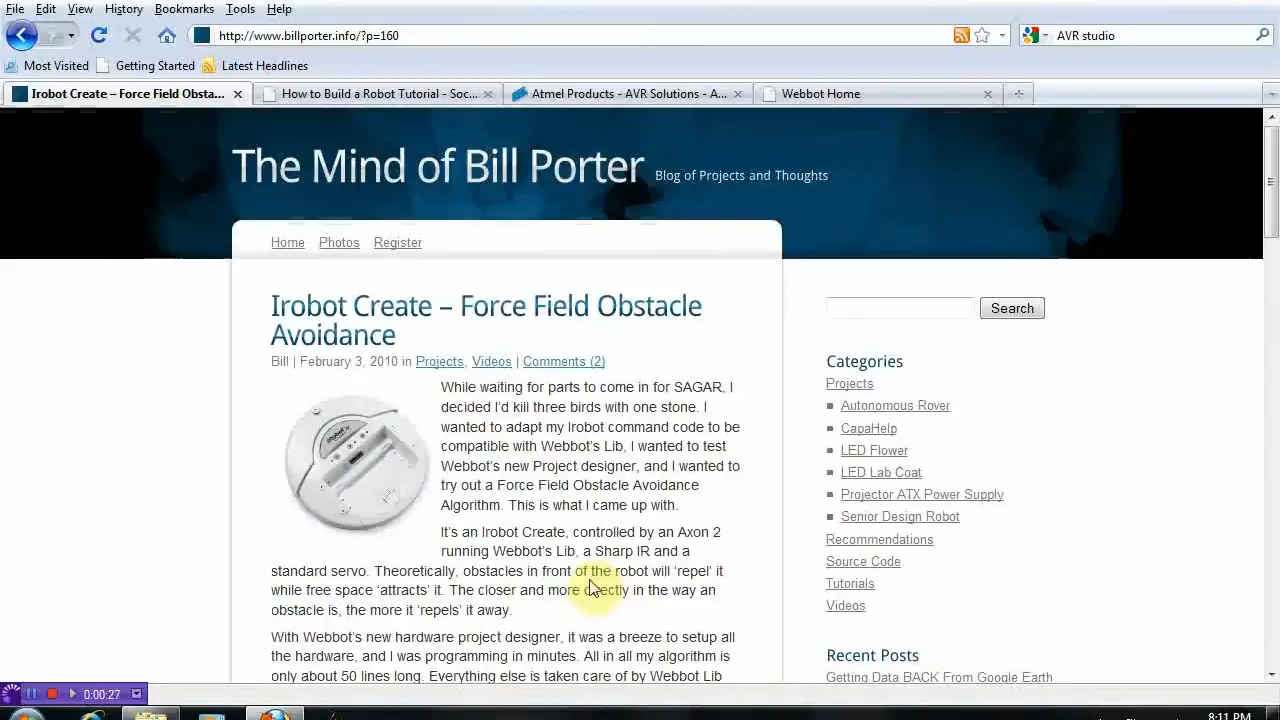 File Edit View History Bookmarks Tools Help
http://www.billporter.info/?p=160
AVR studio
Most Visited Getting Started Latest Headlines
Irobot Create – Force Field Obsta...
How to Build a Robot Tutorial - Soc...
Atmel Products - AVR Solutions - A...
Webbot Home
The Mind of Bill Porter
Blog of Projects and Thoughts
Home Photos Register
Irobot Create – Force Field Obstacle
Avoidance
Bill | February 3, 2010 in Projects, Videos | Comments (2)
While waiting for parts to come in for SAGAR, I
decided I'd kill three birds with one stone. I
wanted to adapt my Irobot command code to be
compatible with Webbot's Lib, I wanted to test
Webbot's new Project designer, and I wanted to
try out a Force Field Obstacle Avoidance
Algorithm. This is what I came up with.
It's an Irobot Create, controlled by an Axon 2
running Webbot's Lib, a Sharp IR and a
standard servo. Theoretically, obstacles in front of the robot will 'repel' it
while free space 'attracts' it. The closer and more directly in the way an
obstacle is, the more it 'repels' it away.
With Webbot's new hardware project designer, it was a breeze to setup all
the hardware, and I was programming in minutes. All in all my algorithm is
only about 50 lines long. Everything else is taken care of by Webbot Lib
Search
Categories
Projects
Autonomous Rover
CapaHelp
LED Flower
LED Lab Coat
Projector ATX Power Supply
Senior Design Robot
Recommendations
Source Code
Tutorials
Videos
Recent Posts
Getting Data BACK From Google Earth
0:00:27
8:11 PM